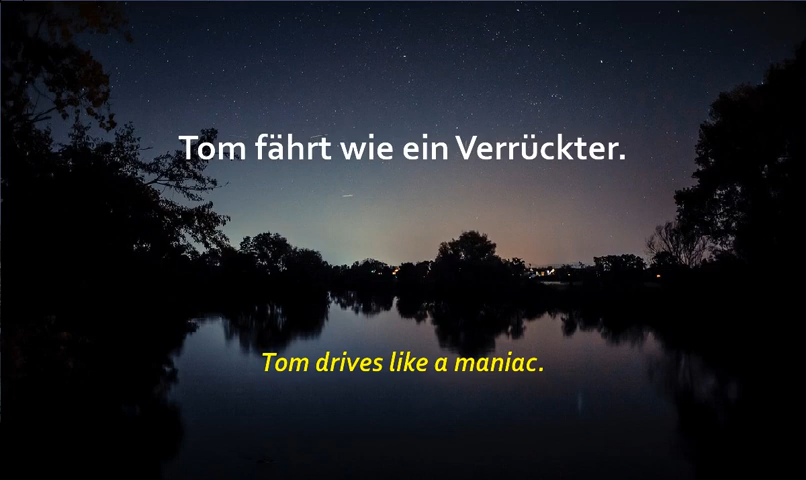 Tom fährt wie ein Verrückter.
Tom drives like a maniac.